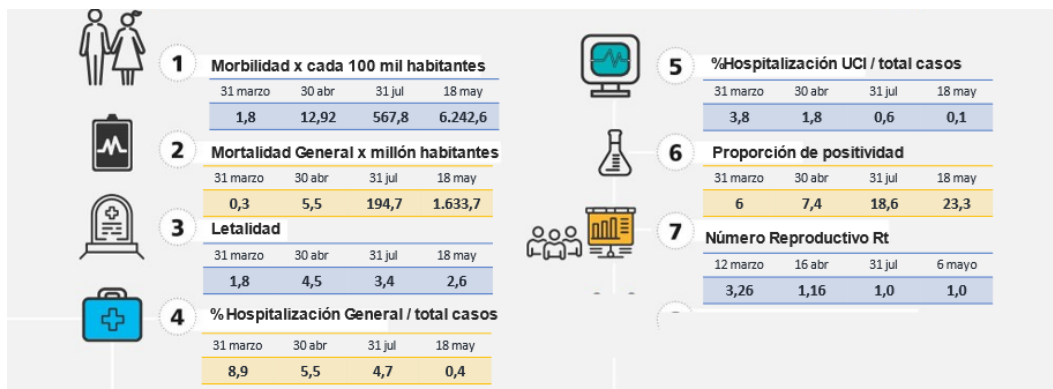 1 Morbilidad x cada 100 mil habitantes
31 marzo 30 abr 31 jul 18 may
1,8 12,92 567,8 6.242,6
2 Mortalidad General x millón habitantes
31 marzo 30 abr 31 jul 18 may
0,3 5,5 194,7 1.633,7
3 Letalidad
31 marzo 30 abr 31 jul 18 may
1,8 4,5 3,4 2,6
4 %Hospitalización General / total casos
31 marzo 30 abr 31 jul 18 may
8,9 5,5 4,7 0,4
5 %Hospitalización UCI / total casos
31 marzo 30 abr 31 jul 18 may
3,8 1,8 0,6 0,1
6 Proporción de positividad
31 marzo 30 abr 31 jul 18 may
6 7,4 18,6 23,3
7 Número Reproductivo Rt
12 marzo 16 abr 31 jul 6 mayo
3,26 1,16 1,0 1,0